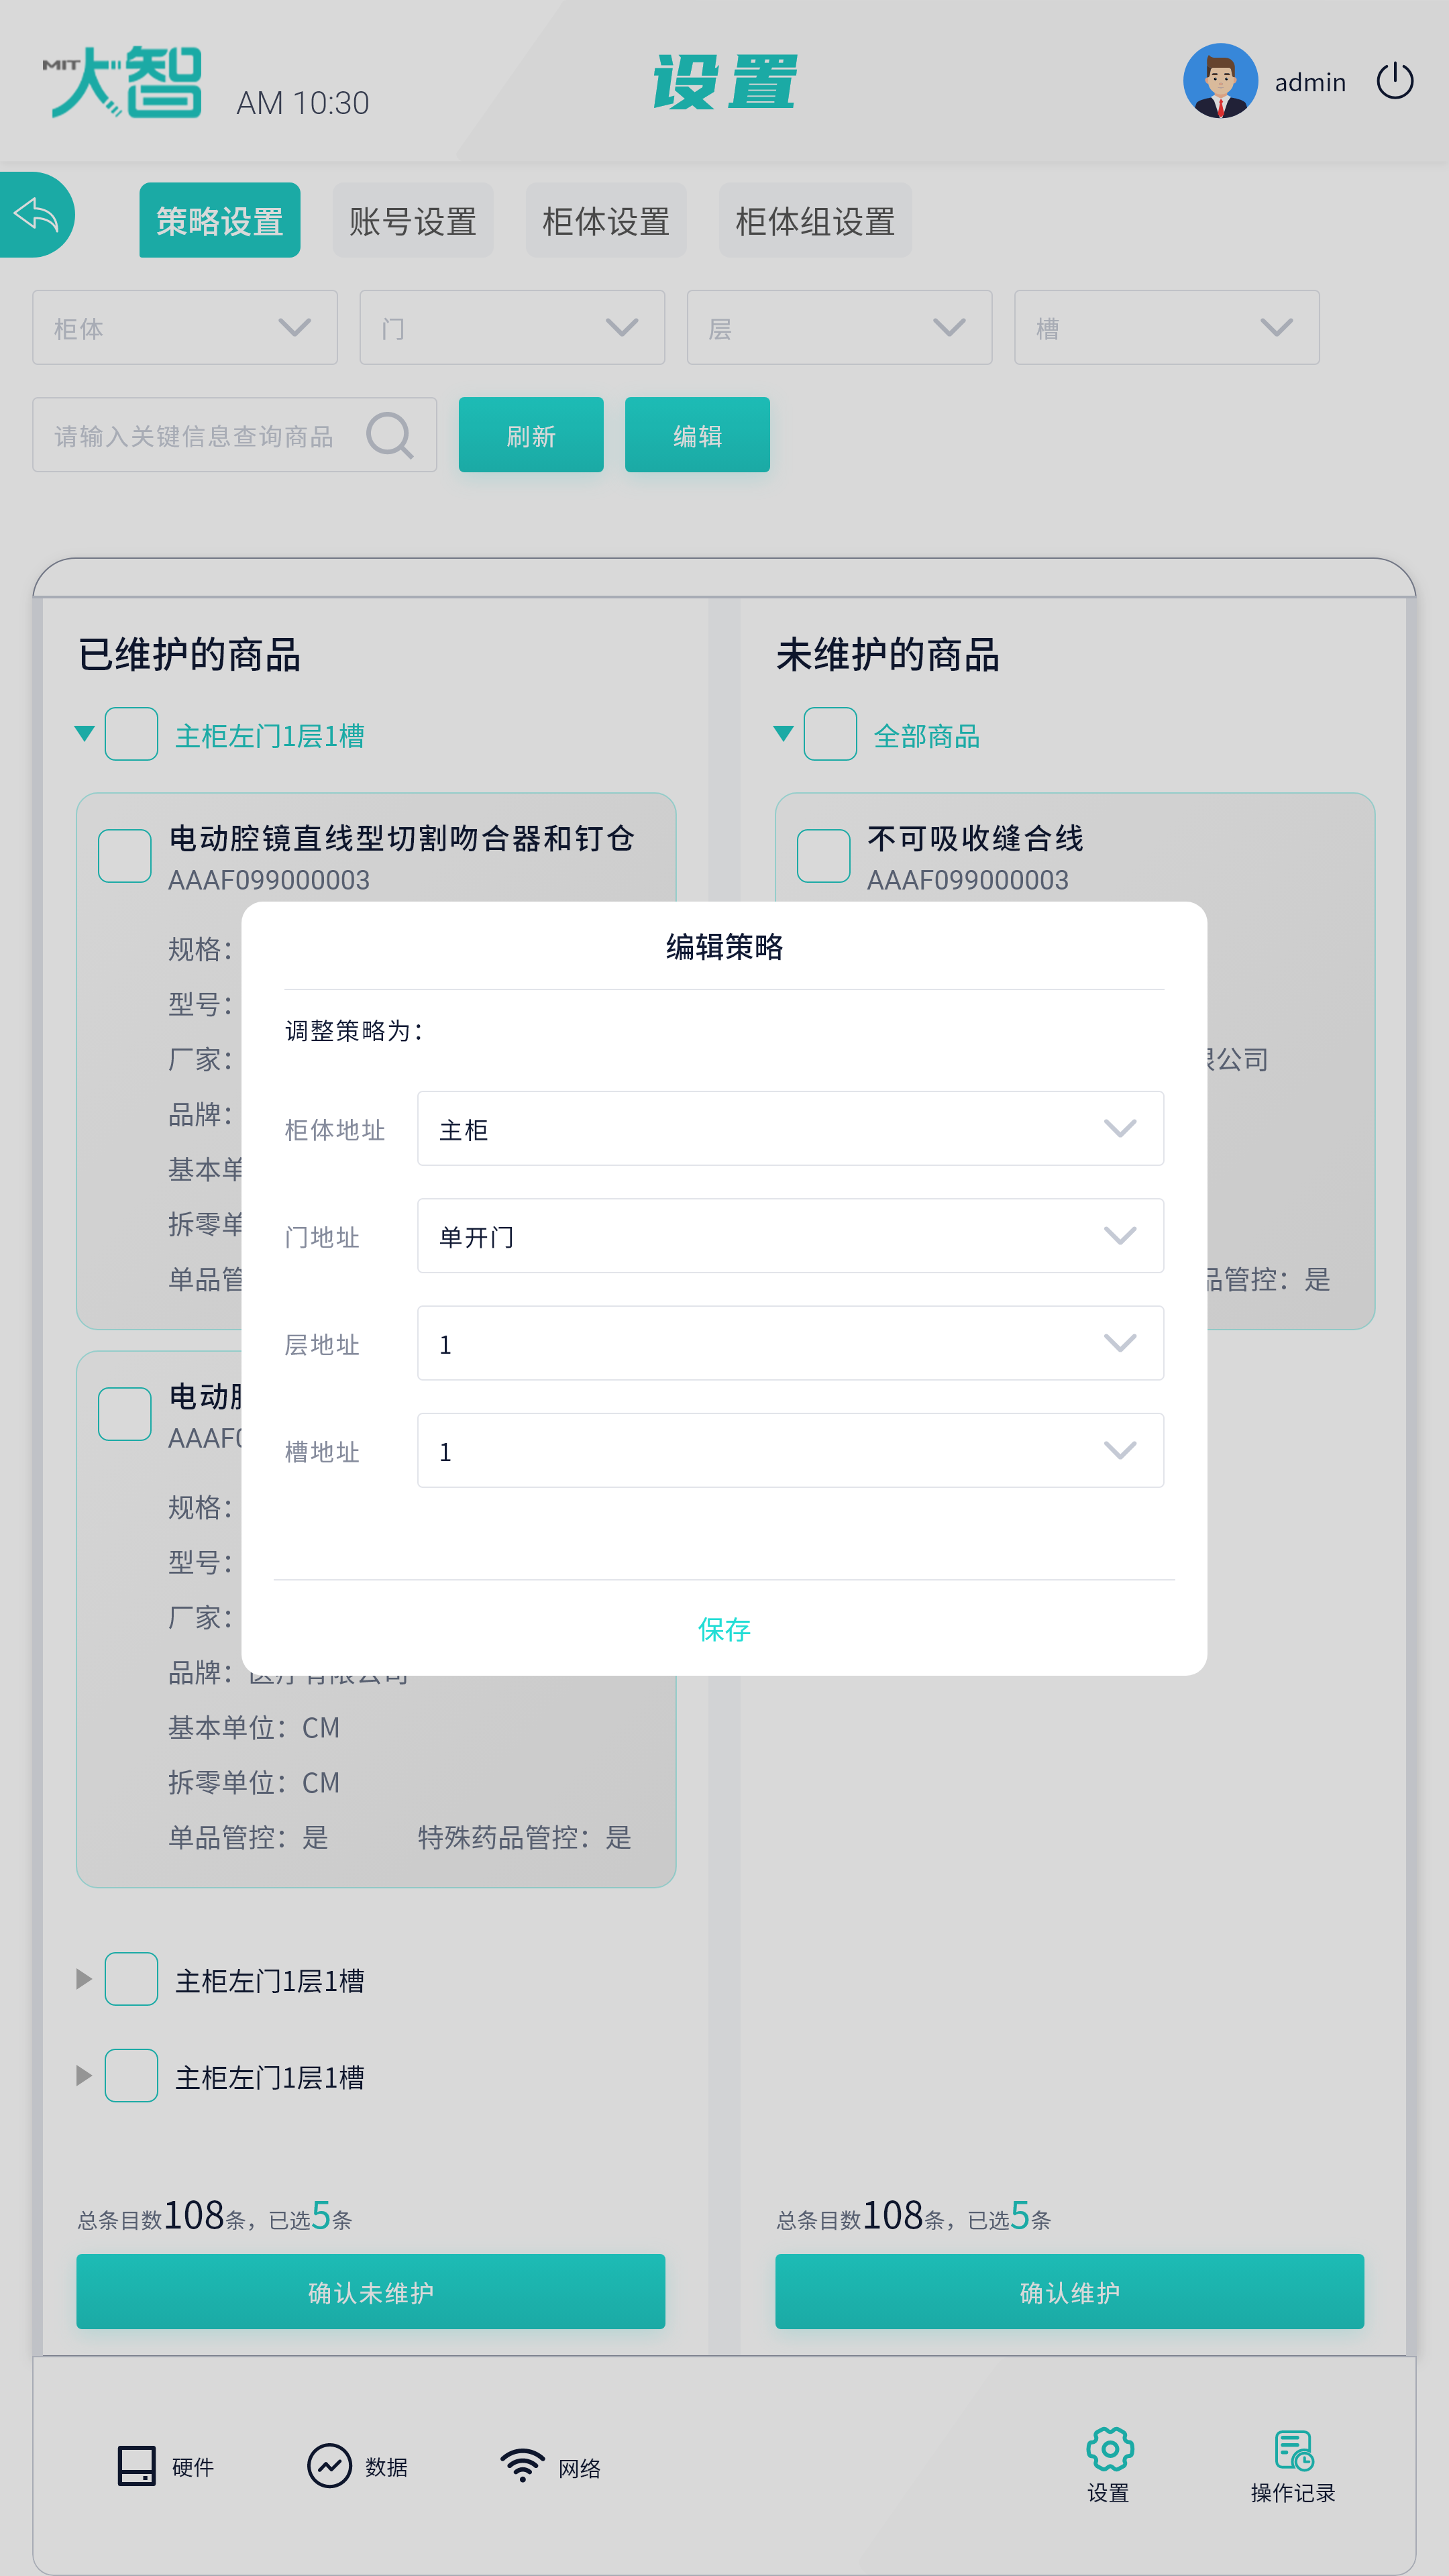 MIT大智
AM 10:30
设置
admin
策略设置
账号设置
柜体设置
柜体组设置
柜体
门
层
槽
请输入关键信息查询商品
刷新
编辑
已维护的商品
主柜左门1层1槽
电动腔镜直线型切割吻合器和钉仓
AAAF099000003
规格：
型号：
厂家：
品牌：
基本单
拆零单
单品管
未维护的商品
全部商品
不可吸收缝合线
AAAF099000003
公司
品管控：是
编辑策略
调整策略为：
柜体地址 主柜
门地址 单开门
层地址 1
槽地址 1
保存
电动
AAAF
规格：
型号：
厂家：
品牌：医疗有限公司
基本单位：CM
拆零单位：CM
单品管控：是 特殊药品管控：是
主柜左门1层1槽
主柜左门1层1槽
总条目数108条，已选5条
确认未维护
总条目数108条，已选5条
确认维护
硬件
数据
网络
设置
操作记录